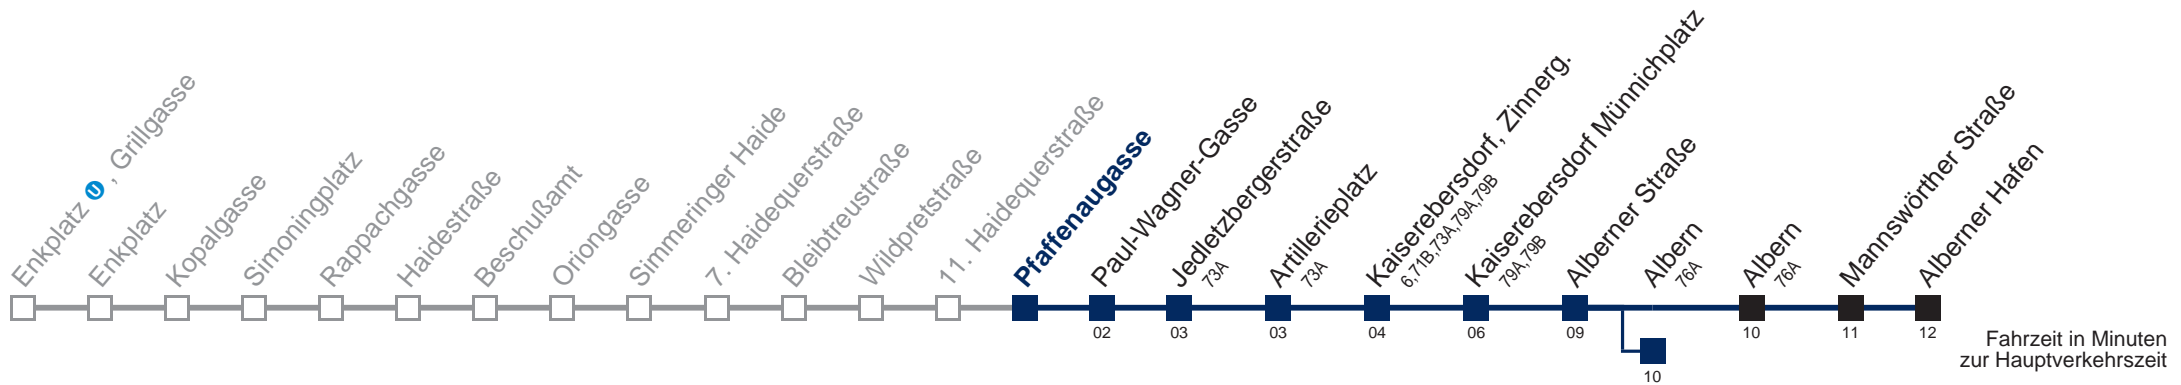 Enkplatz U , Grillgasse
Enkplatz
Kopalgasse
Simoningplatz
Rappachgasse
Haidestraße
Beschußamt
Oriongasse
Simmeringer Haide
7. Haidequerstraße
Bleibtreustraße
Wildpretstraße
11. Haidequerstraße
Pfaffenaugasse
Paul-Wagner-Gasse
02
Jedletzbergerstraße
73A
03
Artillerieplatz
73A
03
Kaiserebersdorf, Zinnerg.
6,71B,73A,79A,79B
04
Kaiserebersdorf Münnichplatz
79A,79B
06
Alberner Straße
09
Albern
76A
10
Albern
76A
10
Mannswörther Straße
11
Alberner Hafen
12
Fahrzeit in Minuten
zur Hauptverkehrszeit